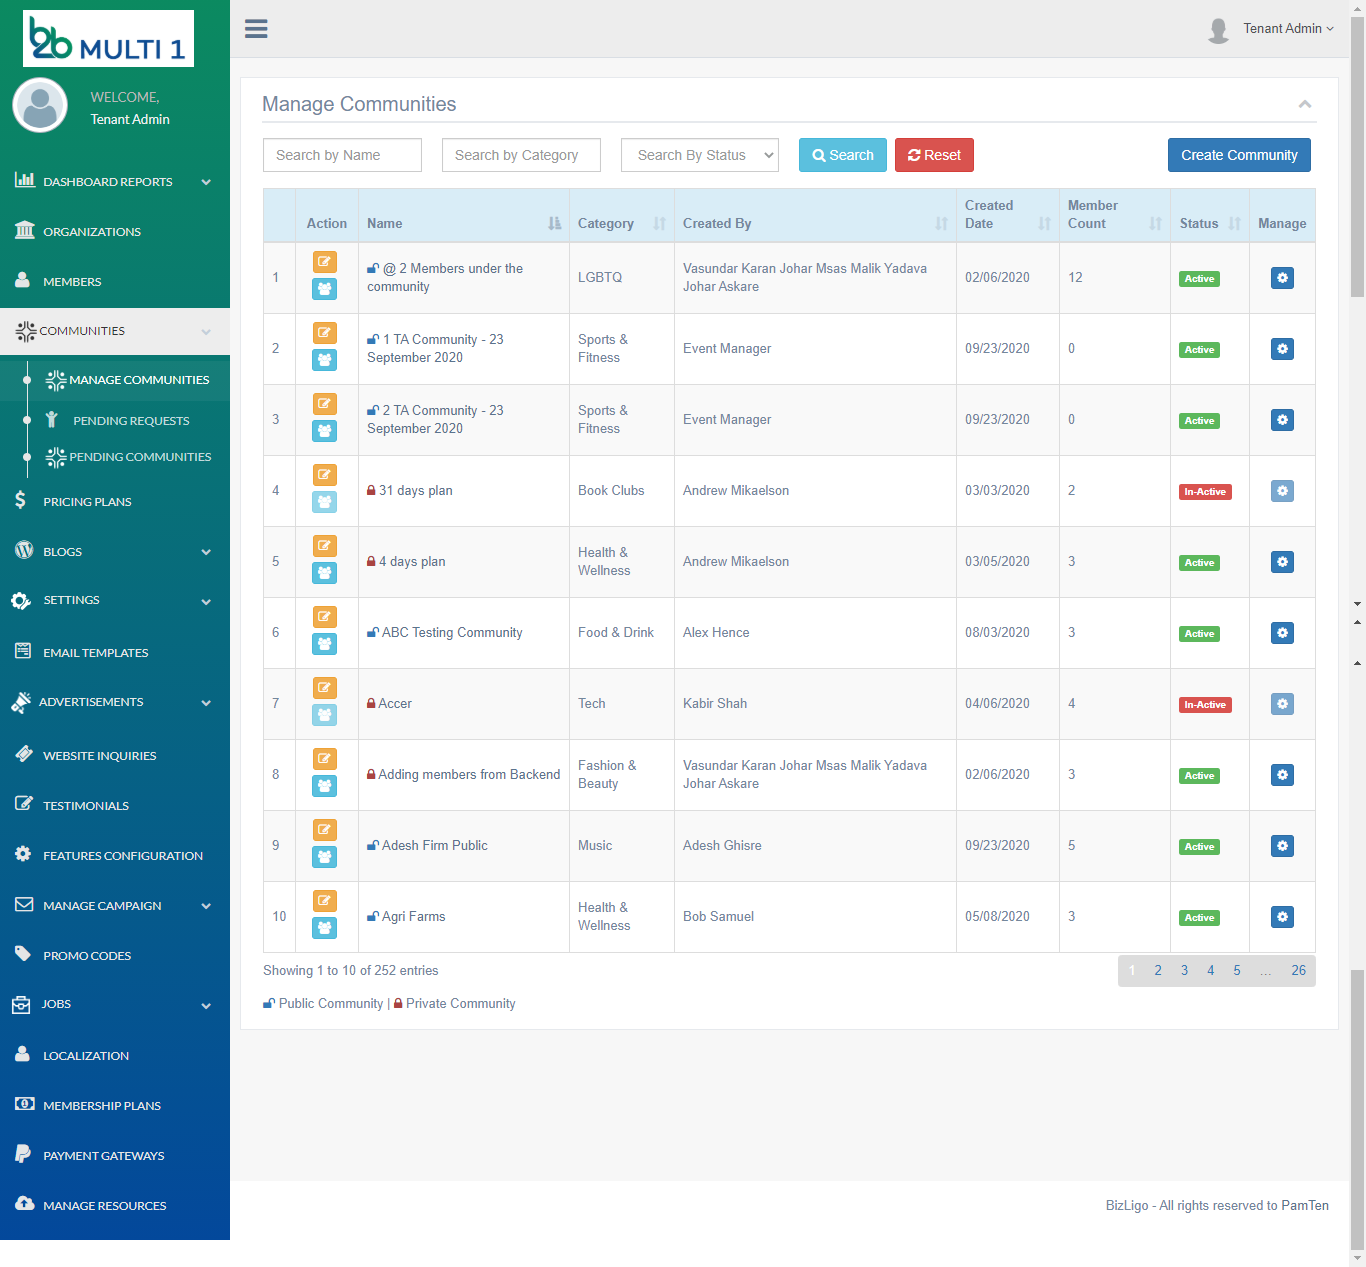 b2b MULTI 1
WELCOME,
Tenant Admin
DASHBOARD REPORTS
ORGANIZATIONS
MEMBERS
COMMUNITIES
MANAGE COMMUNITIES
PENDING REQUESTS
PENDING COMMUNITIES
PRICING PLANS
BLOGS
SETTINGS
EMAIL TEMPLATES
ADVERTISEMENTS
WEBSITE INQUIRIES
TESTIMONIALS
FEATURES CONFIGURATION
MANAGE CAMPAIGN
PROMO CODES
JOBS
LOCALIZATION
MEMBERSHIP PLANS
PAYMENT GATEWAYS
MANAGE RESOURCES
Tenant Admin
Manage Communities
Search by Name Search by Category Search By Status Search Reset Create Community
Action Name Category Created By Created Date Member Count Status Manage
1 @ 2 Members under the community LGBTQ Vasundar Karan Johar Msas Malik Yadava Johar Askare 02/06/2020 12 Active
2 1 TA Community - 23 September 2020 Sports & Fitness Event Manager 09/23/2020 0 Active
3 2 TA Community - 23 September 2020 Sports & Fitness Event Manager 09/23/2020 0 Active
4 31 days plan Book Clubs Andrew Mikaelson 03/03/2020 2 In-Active
5 4 days plan Health & Wellness Andrew Mikaelson 03/05/2020 3 Active
6 ABC Testing Community Food & Drink Alex Hence 08/03/2020 3 Active
7 Accer Tech Kabir Shah 04/06/2020 4 In-Active
8 Adding members from Backend Fashion & Beauty Vasundar Karan Johar Msas Malik Yadava Johar Askare 02/06/2020 3 Active
9 Adesh Firm Public Music Adesh Ghisre 09/23/2020 5 Active
10 Agri Farms Health & Wellness Bob Samuel 05/08/2020 3 Active
Showing 1 to 10 of 252 entries 1 2 3 4 5 ... 26
Public Community | Private Community
BizLigo - All rights reserved to PamTen